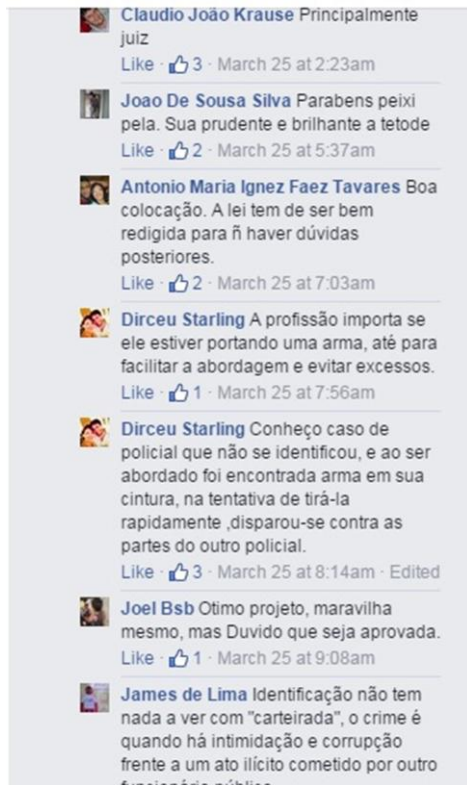 Claudio João Krause Principalmente
juiz
Like · 3 · March 25 at 2:23am
Joao De Sousa Silva Parabens peixi
pela. Sua prudente e brilhante a tetode
Like · 2 · March 25 at 5:37am
Antonio Maria Ignez Faez Tavares Boa
colocação. A lei tem de ser bem
redigida para ñ haver dúvidas
posteriores.
Like · 2 · March 25 at 7:03am
Dirceu Starling A profissão importa se
ele estiver portando uma arma, até para
facilitar a abordagem e evitar excessos.
Like · 1 · March 25 at 7:56am
Dirceu Starling Conheço caso de
policial que não se identificou, e ao ser
abordado foi encontrada arma em sua
cintura, na tentativa de tirá-la
rapidamente ,disparou-se contra as
partes do outro policial.
Like · 3 · March 25 at 8:14am · Edited
Joel Bsb Otimo projeto, maravilha
mesmo, mas Duvido que seja aprovada.
Like · 1 · March 25 at 9:08am
James de Lima Identificação não tem
nada a ver com "carteirada", o crime é
quando há intimidação e corrupção
frente a um ato ilícito cometido por outro
funcionário público